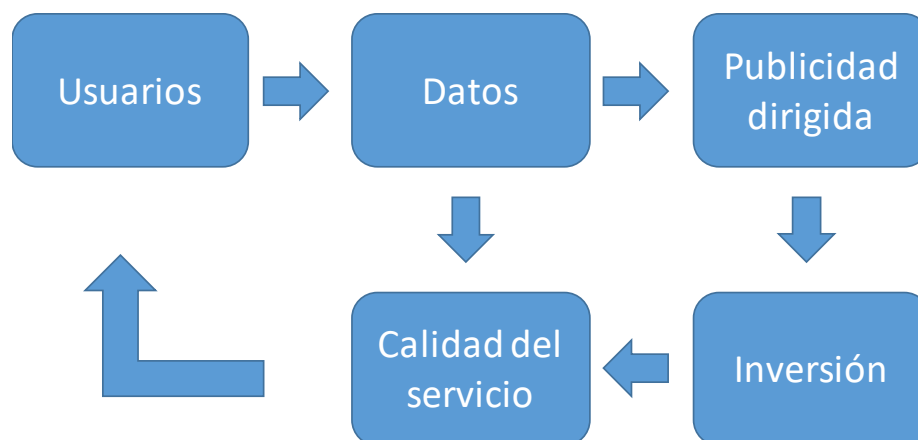 Usuarios
Datos
Publicidad
dirigida
Calidad del
servicio
Inversión